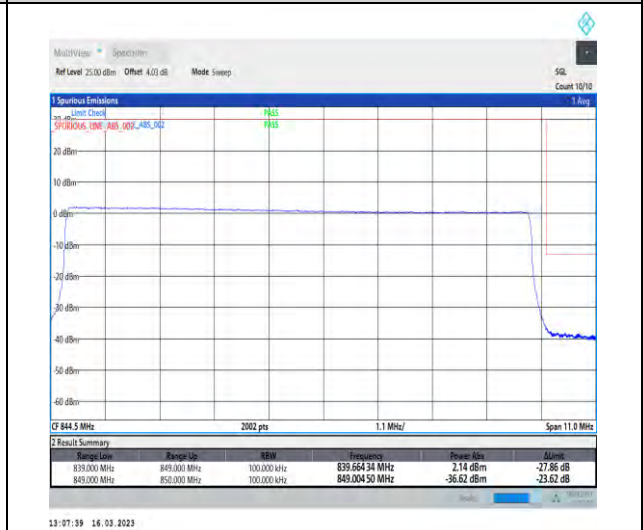 MultiView Spectrum
Ref Level 25.00 dBm Offset 4.03 dB Mode Sweep SGL
Count 10/10
1 Spurious Emissions 1 Avg
Limit Check PASS
PASS
20 dBm
10 dBm
0 dBm
-10 dBm
-20 dBm
-30 dBm
-40 dBm
-50 dBm
-60 dBm
CF 844.5 MHz 2002 pts 1.1 MHz/ Span 11.0 MHz
2 Result Summary
Range Low Range Up RBW Frequency Power Abs ΔLimit
839.000 MHz 849.000 MHz 100.000 kHz 839.664 34 MHz 2.14 dBm -27.86 dB
849.000 MHz 850.000 MHz 100.000 kHz 849.004 50 MHz -36.62 dBm -23.62 dB
13:07:39 16.03.2023